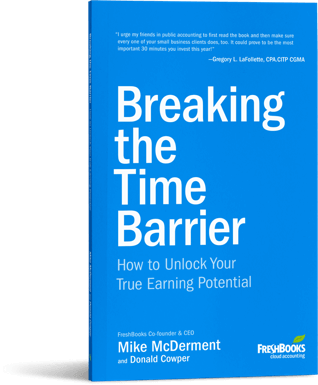 "I urge my friends in public accounting to first read the book and then make sure
every one of your small business clients does, too. It could prove to be the most
important 30 minutes you invest this year!"
—Gregory L. LaFollette, CPA.CITP CGMA
Breaking
the
Time
Barrier
How to Unlock Your
True Earning Potential
FreshBooks Co-founder & CEO
Mike McDerment
and Donald Cowper
FRESHBOOKS
cloud accounting